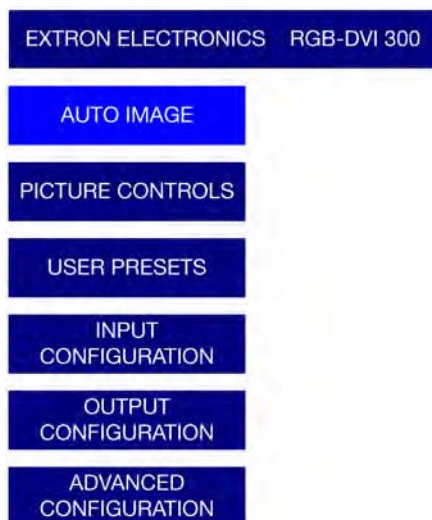 EXTRON ELECTRONICS RGB-DVI 300
AUTO IMAGE
PICTURE CONTROLS
USER PRESETS
INPUT
CONFIGURATION
OUTPUT
CONFIGURATION
ADVANCED
CONFIGURATION